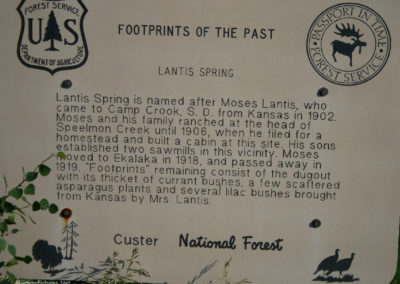 FOREST SERVICE
U S
DEPARTMENT OF AGRICULTURE
FOOTPRINTS OF THE PAST
PASSPORT IN TIME
FOREST SERVICE
LANTIS SPRING
Lantis Spring is named after Moses Lantis, who
came to Camp Crook, S. D. from Kansas in 1902.
Moses and his family ranched at the head of
Speelmon Creek until 1906, when he filed for a
homestead and built a cabin at this site. His sons
established two sawmills in this vicinity. Moses
moved to Ekalaka in 1918, and passed away in
1919. "Footprints" remaining consist of the dugout
with its thicket of currant bushes, a few scattered
asparagus plants and several lilac bushes brought
from Kansas by Mrs. Lantis.
Custer National Forest